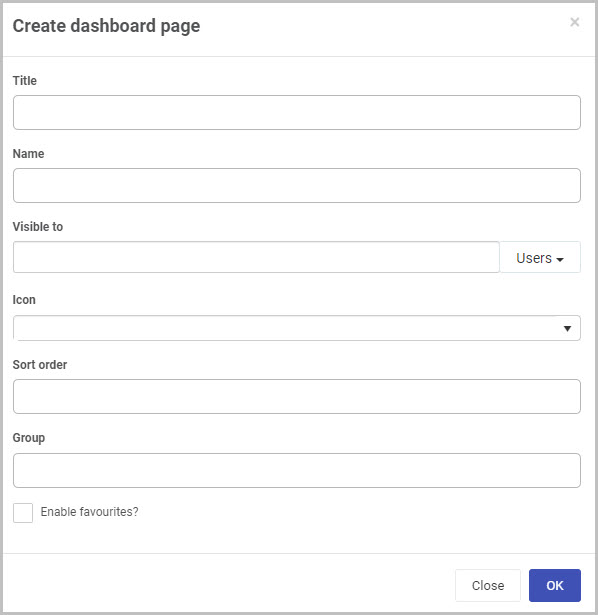 Create dashboard page ×
Title
Name
Visible to
Users
Icon
Sort order
Group
Enable favourites?
Close OK